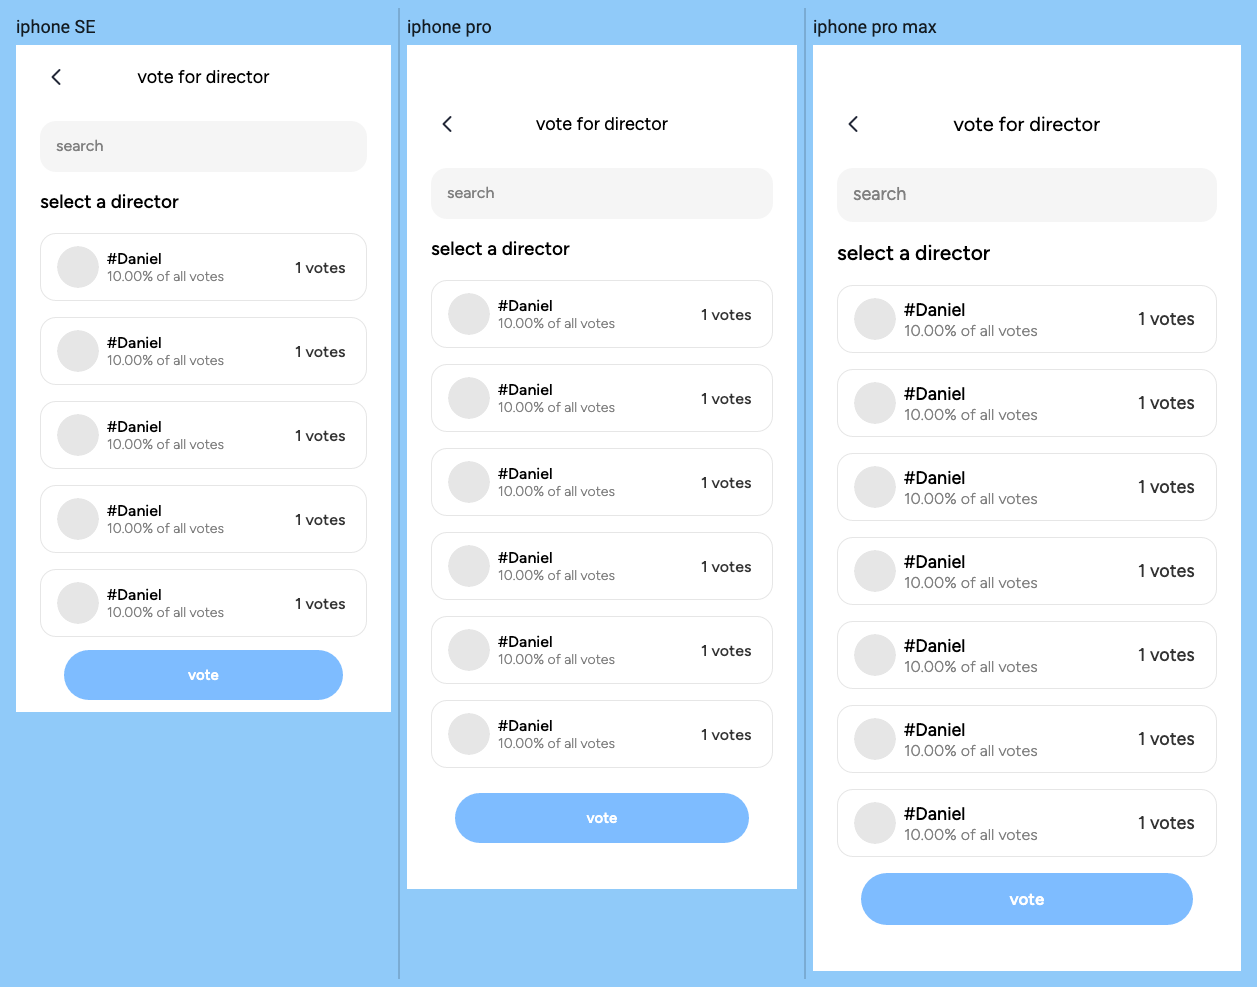 iphone SE
vote for director
search
select a director
#Daniel
10.00% of all votes
1 votes
#Daniel
10.00% of all votes
1 votes
#Daniel
10.00% of all votes
1 votes
#Daniel
10.00% of all votes
1 votes
#Daniel
10.00% of all votes
1 votes
vote
iphone pro
vote for director
search
select a director
#Daniel
10.00% of all votes
1 votes
#Daniel
10.00% of all votes
1 votes
#Daniel
10.00% of all votes
1 votes
#Daniel
10.00% of all votes
1 votes
#Daniel
10.00% of all votes
1 votes
#Daniel
10.00% of all votes
1 votes
vote
iphone pro max
vote for director
search
select a director
#Daniel
10.00% of all votes
1 votes
#Daniel
10.00% of all votes
1 votes
#Daniel
10.00% of all votes
1 votes
#Daniel
10.00% of all votes
1 votes
#Daniel
10.00% of all votes
1 votes
#Daniel
10.00% of all votes
1 votes
#Daniel
10.00% of all votes
1 votes
vote